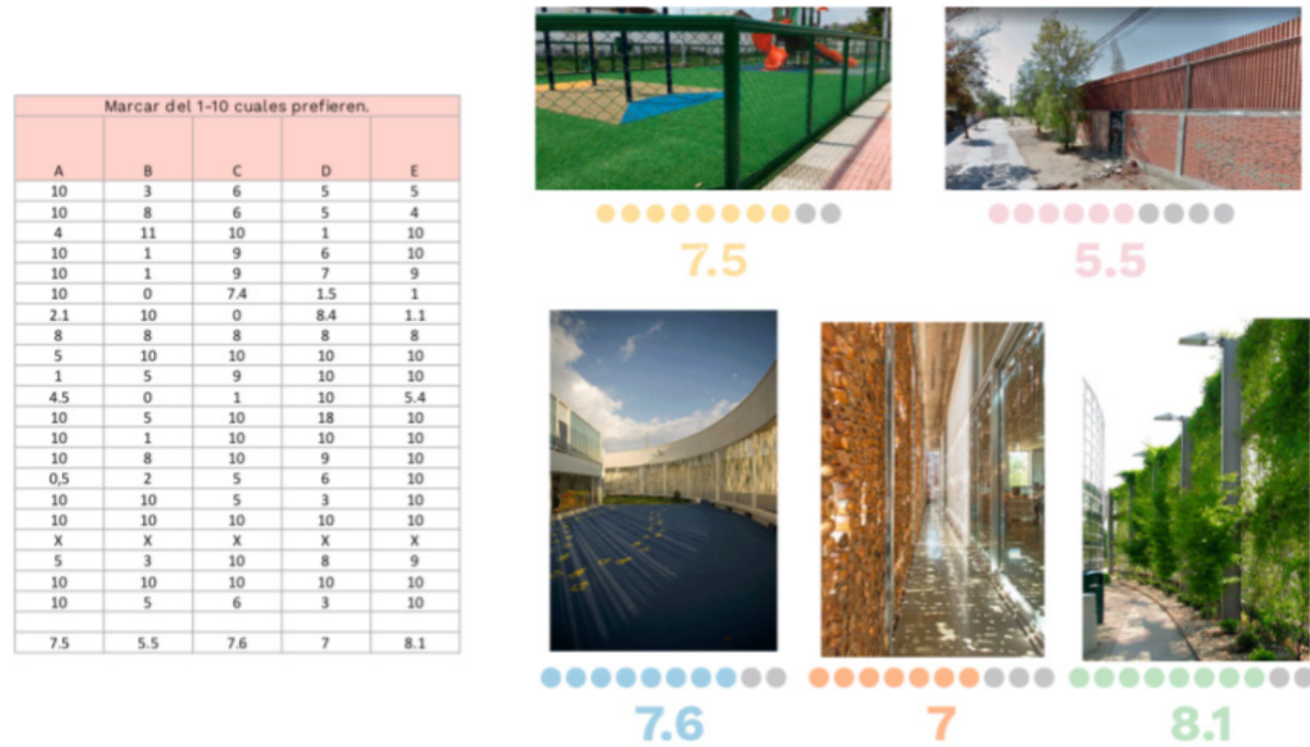 Marcar del 1-10 cuales prefieren.
A B C D E
10 3 6 5 5
10 8 6 5 4
4 11 10 1 10
10 1 9 6 10
10 1 9 7 9
10 0 7.4 1.5 1
2.1 10 0 8.4 1.1
8 8 8 8 8
5 10 10 10 10
1 5 9 10 10
4.5 0 1 10 5.4
10 5 10 18 10
10 1 10 10 10
10 8 10 9 10
0,5 2 5 6 10
10 10 5 3 10
10 10 10 10 10
X X X X X
5 3 10 8 9
10 10 10 10 10
10 5 6 3 10
7.5 5.5 7.6 7 8.1
7.5 5.5
7.6 7 8.1